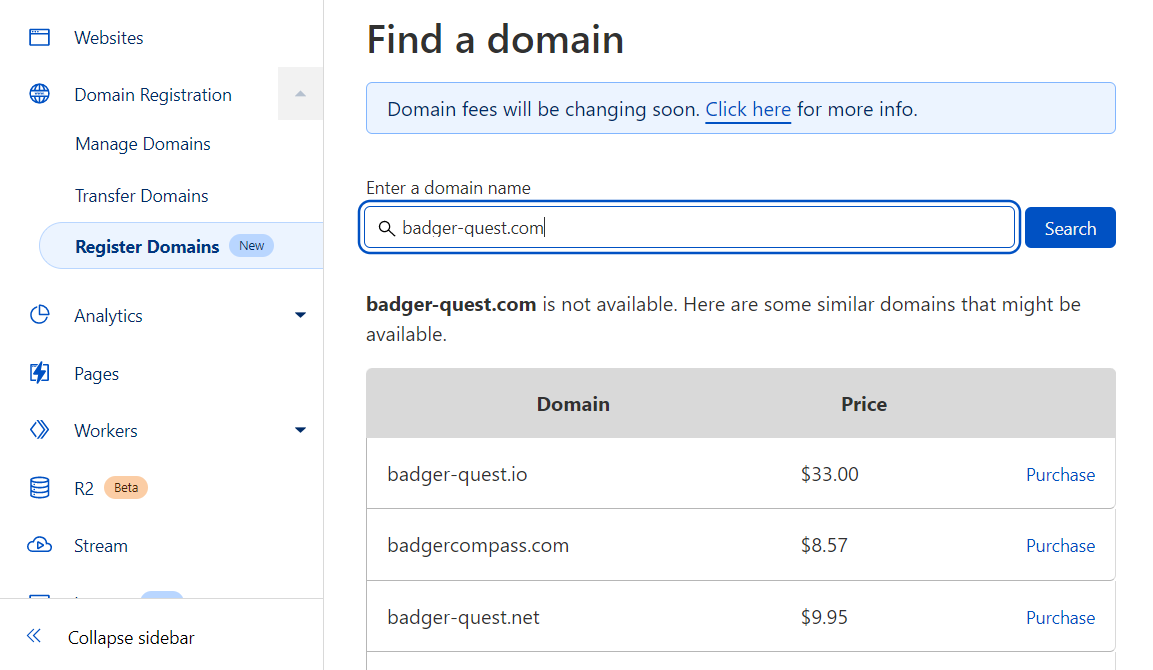 Websites
Domain Registration
Manage Domains
Transfer Domains
Register Domains New
Analytics
Pages
Workers
R2 Beta
Stream
Collapse sidebar
Find a domain
Domain fees will be changing soon. Click here for more info.
Enter a domain name
badger-quest.com
Search
badger-quest.com is not available. Here are some similar domains that might be
available.
Domain Price
badger-quest.io $33.00 Purchase
badgercompass.com $8.57 Purchase
badger-quest.net $9.95 Purchase